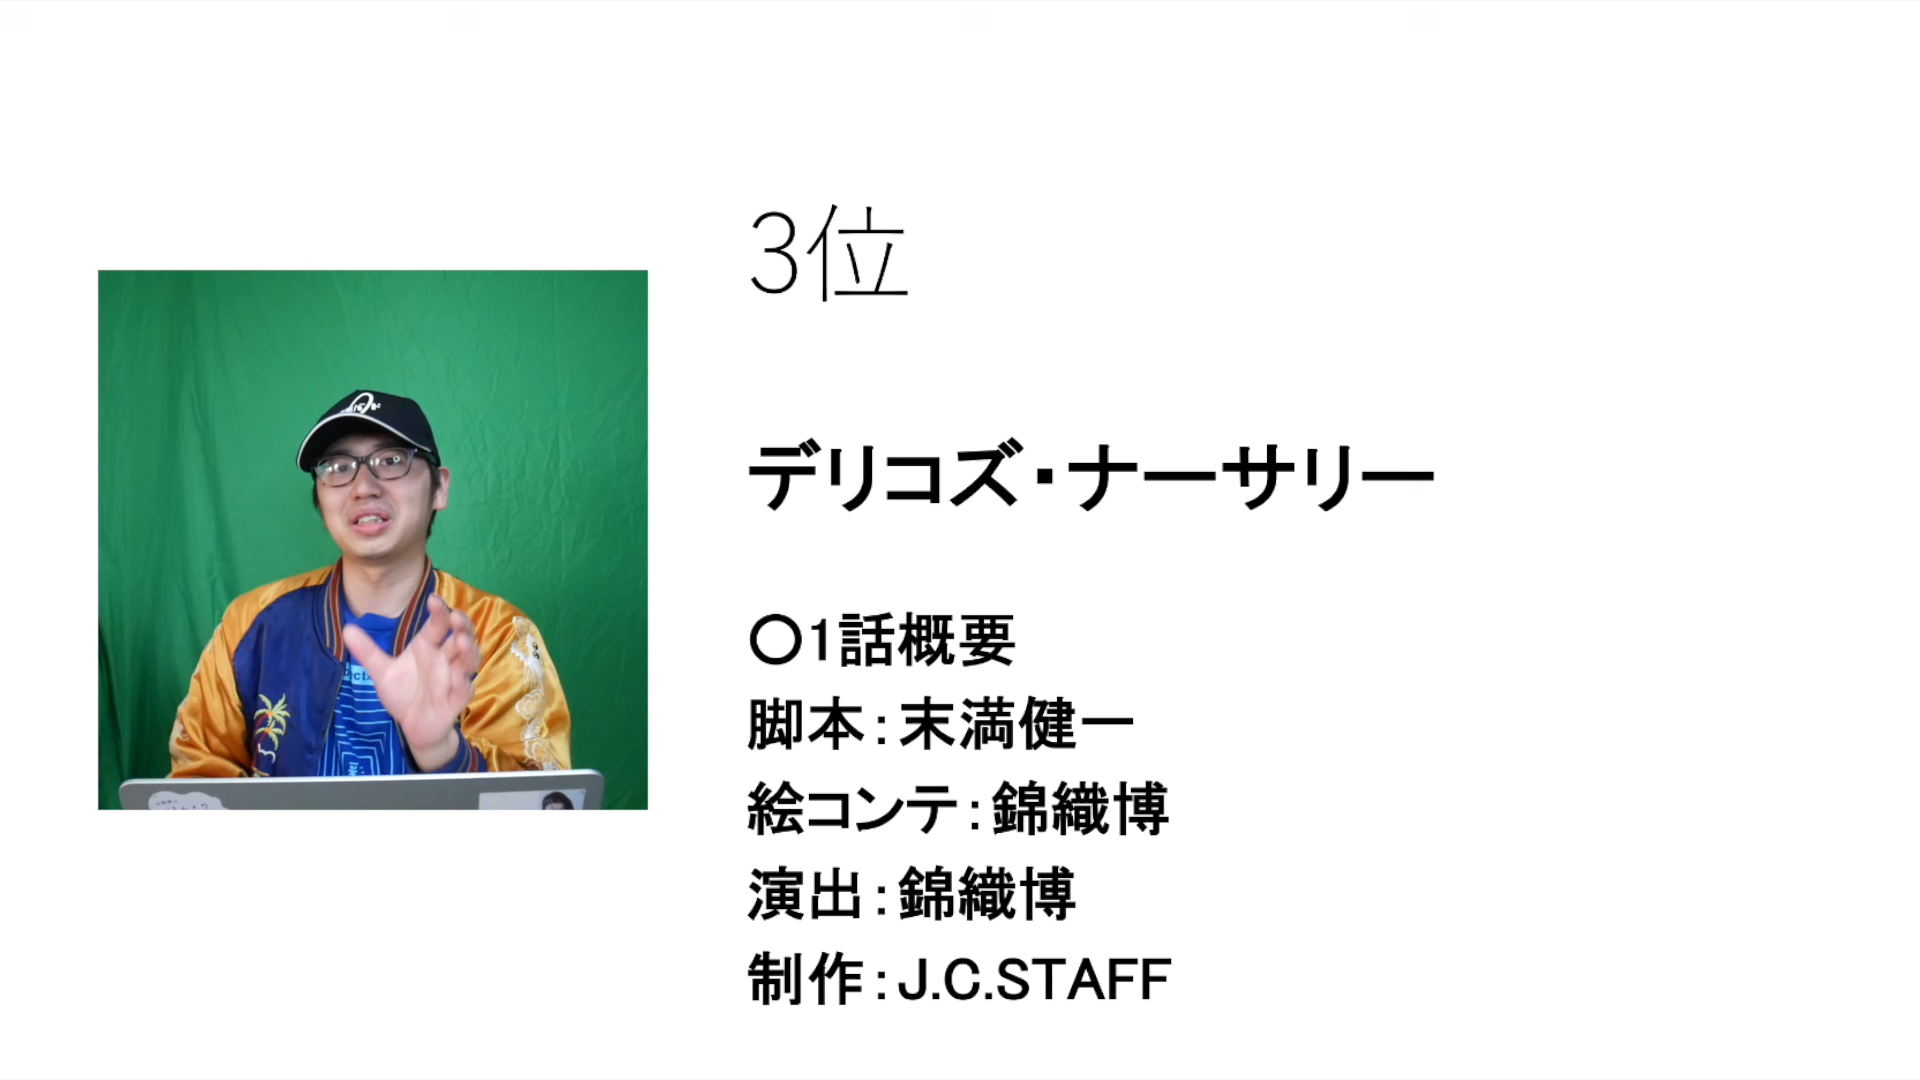 3位
デリコズ・ナーサリー
〇1話概要
脚本：末満健一
絵コンテ：錦織博
演出：錦織博
制作：J.C.STAFF